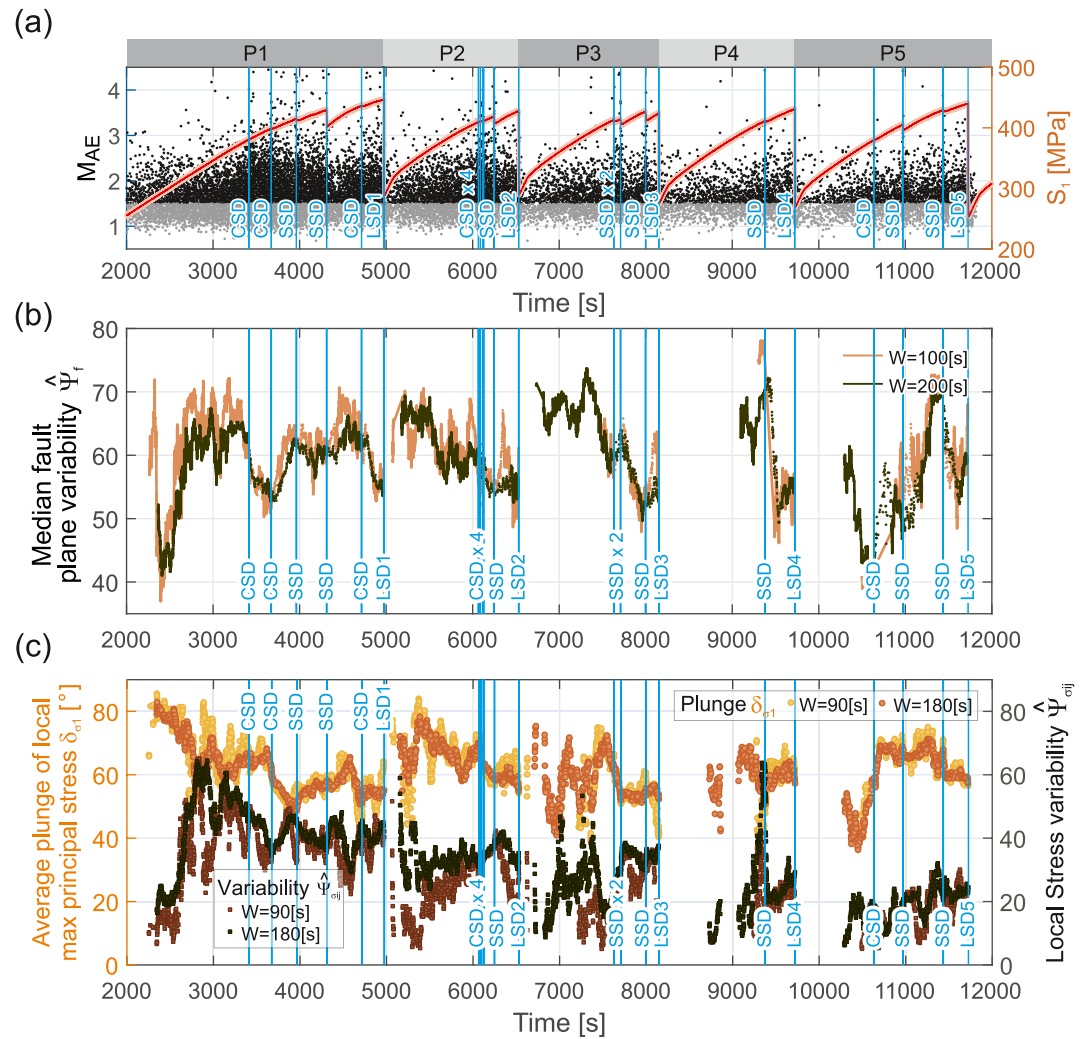 (a)
P1 P2 P3 P4 P5
4
3
2
1
M_AE
500
400
300
200
S₁ [MPa]
CSD CSD SSD SSD CSD LSD1 CSD x 4 SSD LSD2 SSD x 2 SSD LSD3 SSD LSD4 CSD SSD SSD LSD5
2000 3000 4000 5000 6000 7000 8000 9000 10000 11000 12000
Time [s]
(b)
80
70
60
50
40
Median fault
plane variability Ψ̂_f
W=100[s]
W=200[s]
CSD CSD SSD SSD CSD LSD1 CSD x 4 SSD LSD2 SSD x 2 SSD LSD3 SSD LSD4 CSD SSD SSD LSD5
2000 3000 4000 5000 6000 7000 8000 9000 10000 11000 12000
(c)
80
60
40
20
0
Average plunge of local
max principal stress δ_σ1 [°]
80
60
40
20
0
Local Stress variability Ψ̂_σij
CSD CSD SSD SSD CSD LSD1
Plunge δ_σ1 W=90[s] W=180[s]
Variability Ψ̂_σij
W=90[s]
W=180[s]
CSD x 4 SSD LSD2 SSD x 2 SSD LSD3 SSD LSD4 CSD SSD SSD LSD5
2000 3000 4000 5000 6000 7000 8000 9000 10000 11000 12000
Time [s]